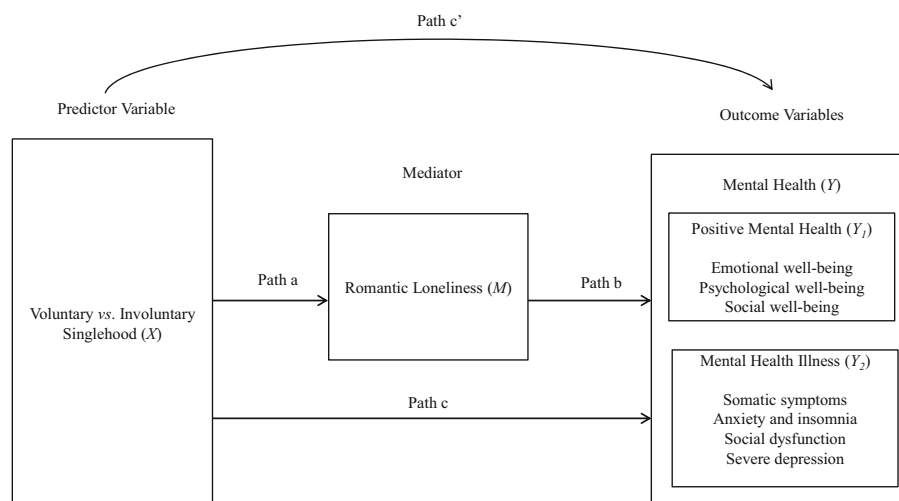 Path c’
Predictor Variable
Outcome Variables
Mediator
Mental Health (Y)
Positive Mental Health (Y1)
Emotional well-being
Psychological well-being
Social well-being
Path a
Romantic Loneliness (M)
Path b
Voluntary vs. Involuntary
Singlehood (X)
Mental Health Illness (Y2)
Somatic symptoms
Anxiety and insomnia
Social dysfunction
Severe depression
Path c